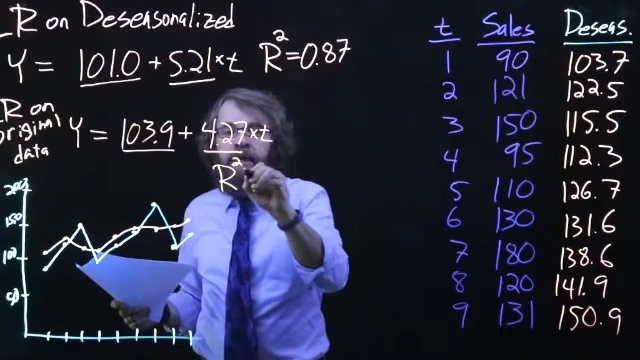 LR on Deseasonalized
Y = 101.0 + 5.21 × t R² = 0.87
LR on
original
data
Y = 103.9 + 4.27 × t
R²
200
150
100
50
t Sales Deseas.
1 90 103.7
2 121 122.5
3 150 115.5
4 95 112.3
5 110 126.7
6 130 131.6
7 180 138.6
8 120 141.9
9 131 150.9